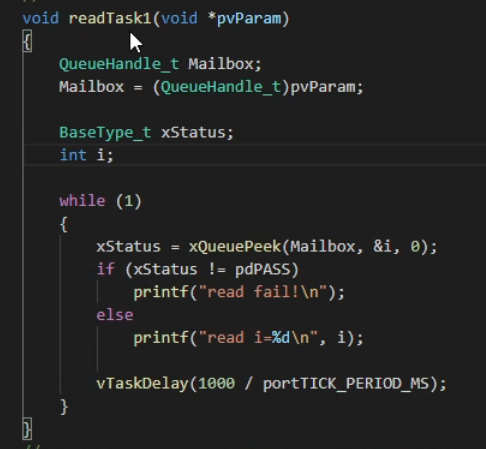 void readTask1(void *pvParam)
{
    QueueHandle_t Mailbox;
    Mailbox = (QueueHandle_t)pvParam;

    BaseType_t xStatus;
    int i;

    while (1)
    {
        xStatus = xQueuePeek(Mailbox, &i, 0);
        if (xStatus != pdPASS)
            printf("read fail!\n");
        else
            printf("read i=%d\n", i);

        vTaskDelay(1000 / portTICK_PERIOD_MS);
    }
}
//